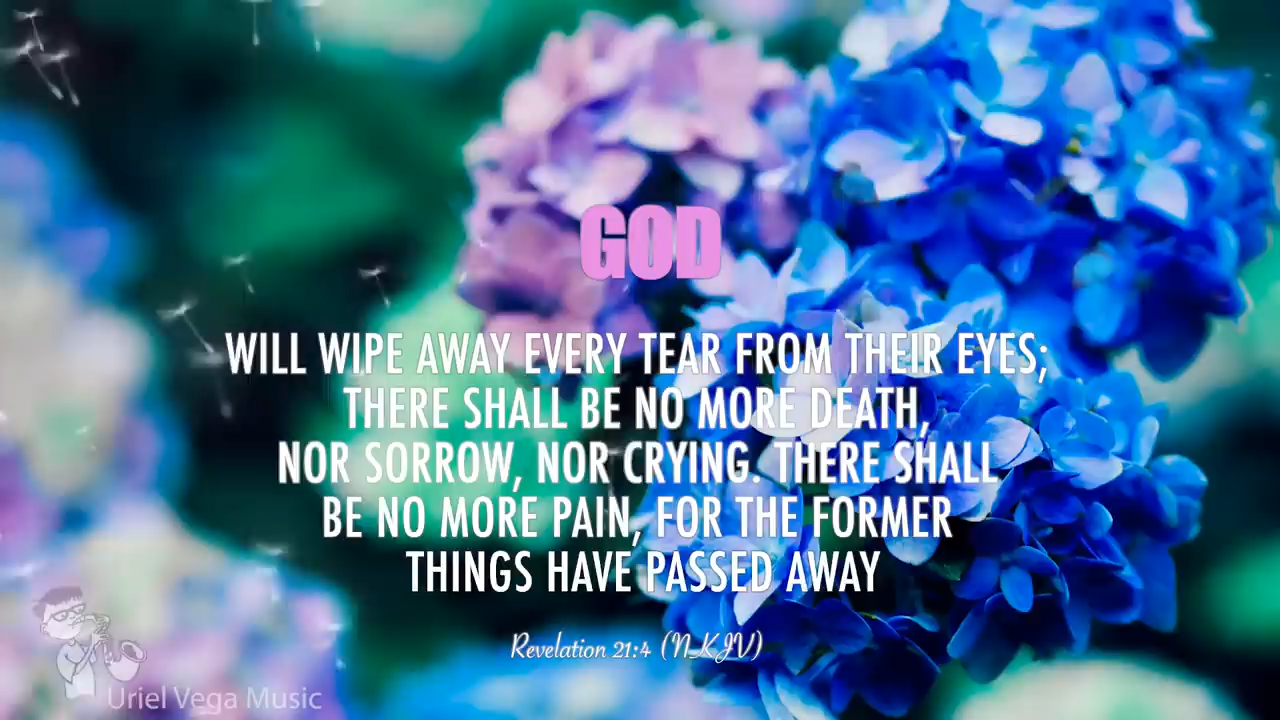 GOD
WILL WIPE AWAY EVERY TEAR FROM THEIR EYES;
THERE SHALL BE NO MORE DEATH,
NOR SORROW, NOR CRYING. THERE SHALL
BE NO MORE PAIN, FOR THE FORMER
THINGS HAVE PASSED AWAY
Revelation 21:4 (NKJV)
Uriel Vega Music